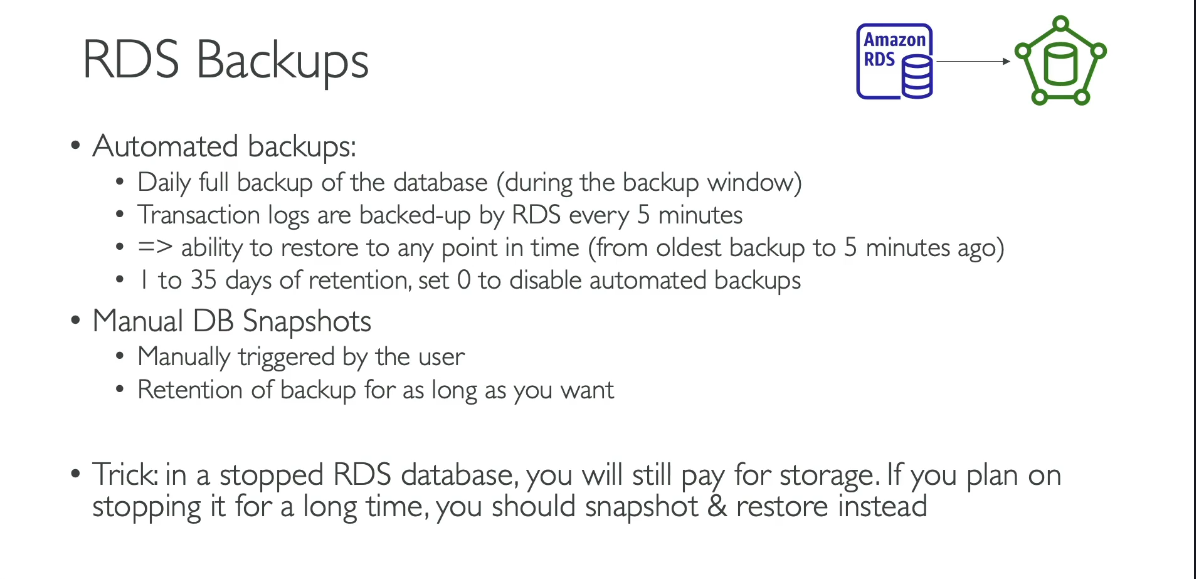 RDS Backups
Amazon
RDS
• Automated backups:
• Daily full backup of the database (during the backup window)
• Transaction logs are backed-up by RDS every 5 minutes
• => ability to restore to any point in time (from oldest backup to 5 minutes ago)
• 1 to 35 days of retention, set 0 to disable automated backups
• Manual DB Snapshots
• Manually triggered by the user
• Retention of backup for as long as you want
• Trick: in a stopped RDS database, you will still pay for storage. If you plan on
stopping it for a long time, you should snapshot & restore instead